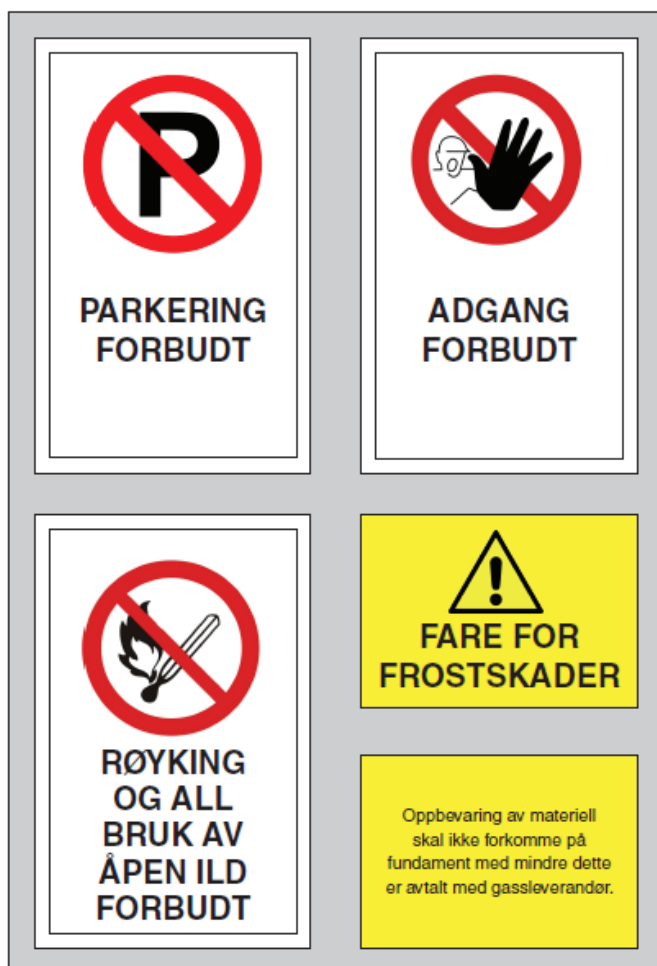 P
PARKERING
FORBUDT
ADGANG
FORBUDT
RØYKING
OG ALL
BRUK AV
ÅPEN ILD
FORBUDT
!
FARE FOR
FROSTSKADER
Oppbevaring av materiell
skal ikke forkomme på
fundament med mindre dette
er avtalt med gassleverandør.